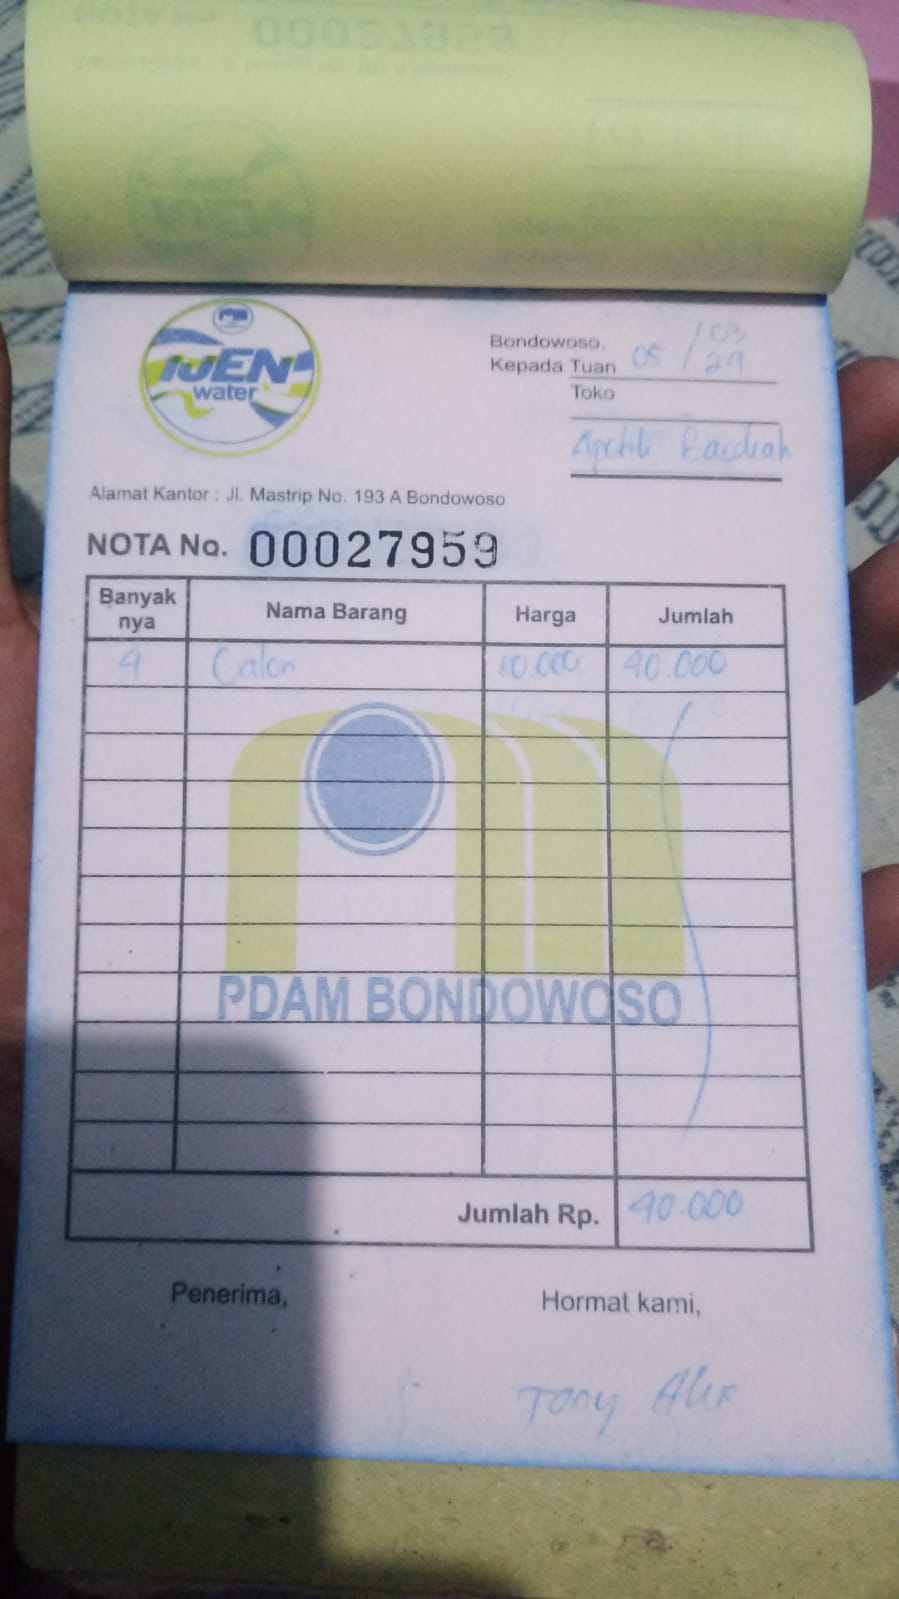 IJEN
water
Bondowoso, 05/03
Kepada Tuan 29
Toko
Alamat Kantor : Jl. Mastrip No. 193 A Bondowoso
NOTA No. 00027959
Banyak nya Nama Barang Harga Jumlah
4 Galon 10.000 40.000
PDAM BONDOWOSO
Jumlah Rp. 40.000
Penerima, Hormat kami,
Tony Alex